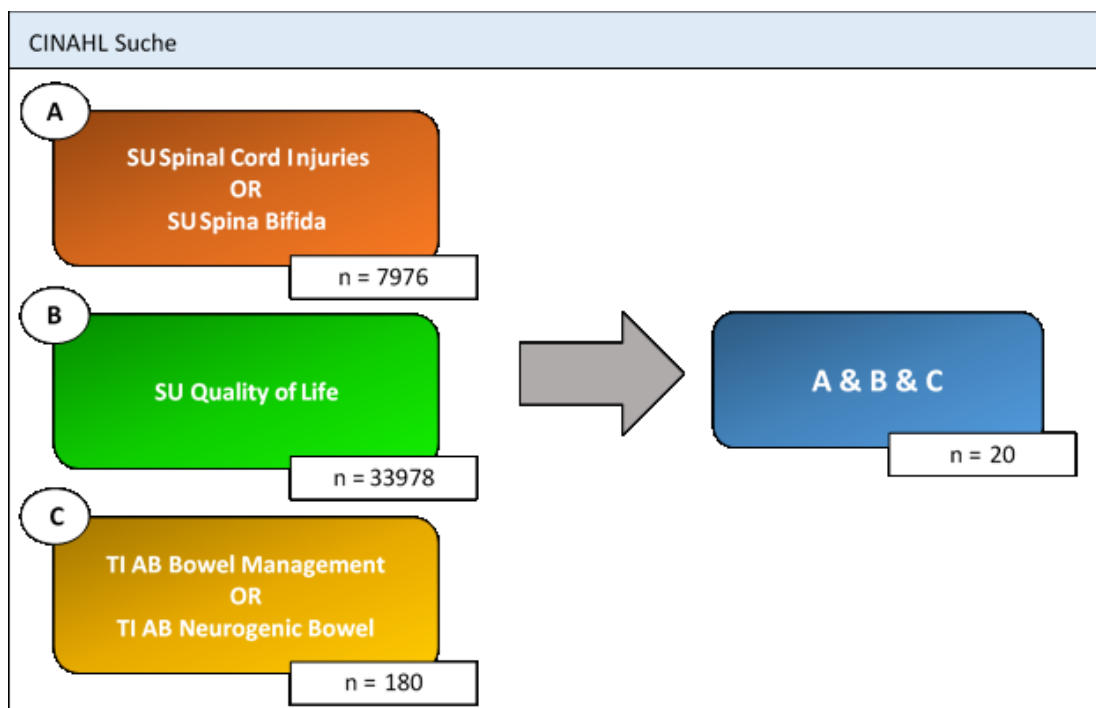 CINAHL Suche
A
SU Spinal Cord Injuries
OR
SU Spina Bifida
n = 7976
B
SU Quality of Life
n = 33978
C
TI AB Bowel Management
OR
TI AB Neurogenic Bowel
n = 180
A & B & C
n = 20